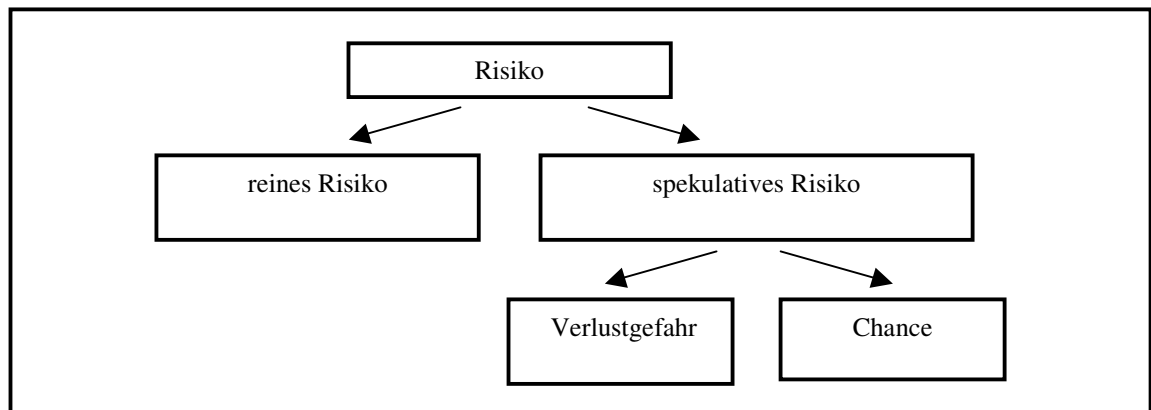 Risiko
reines Risiko
spekulatives Risiko
Verlustgefahr
Chance